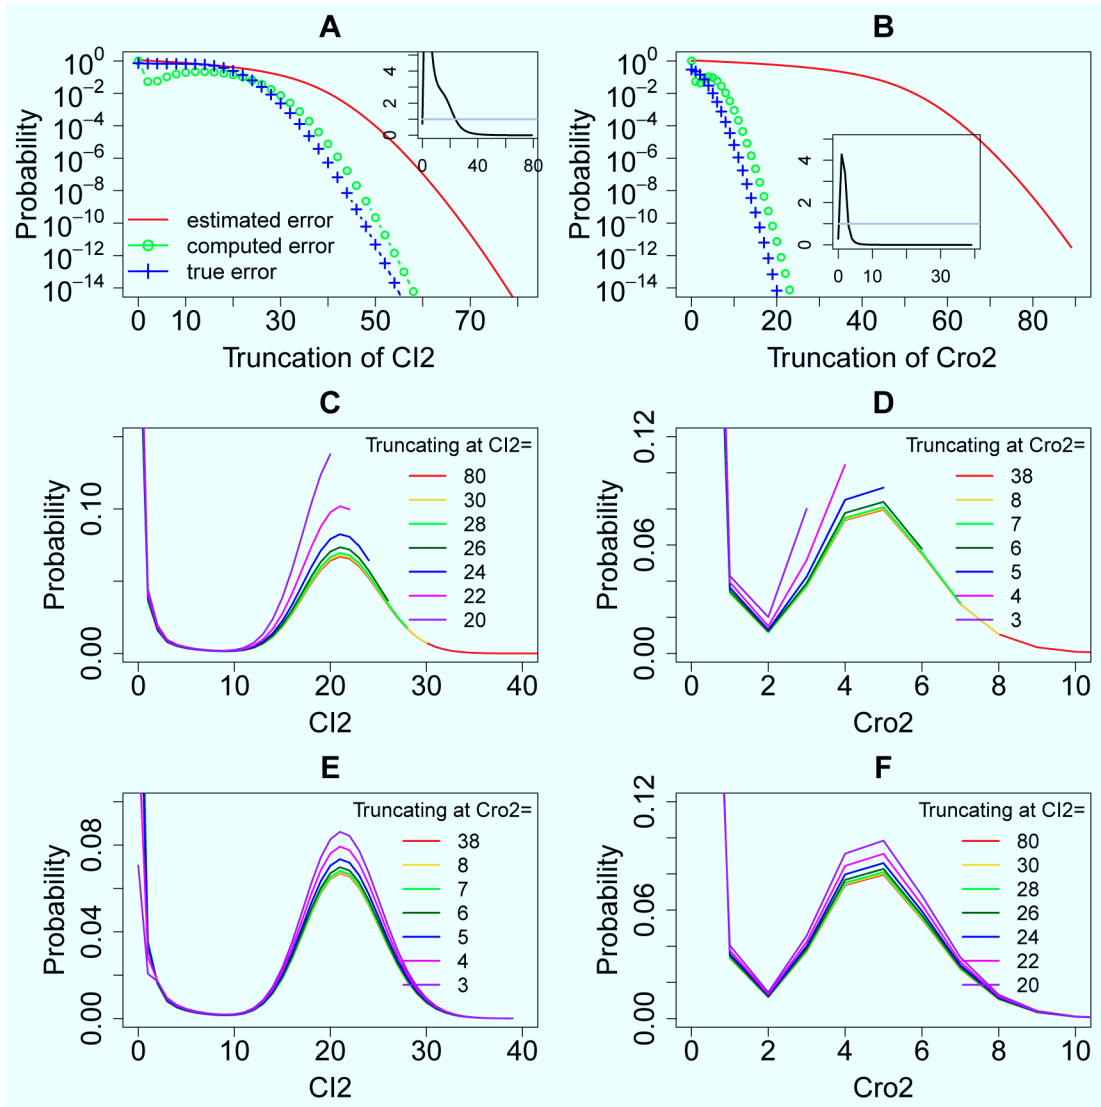 A
Probability
10^0
10^−2
10^−4
10^−6
10^−8
10^−10
10^−12
10^−14
estimated error
computed error
true error
0 10 30 50 70
Truncation of CI2
0 2 4
0 40 80
B
Probability
10^0
10^−2
10^−4
10^−6
10^−8
10^−10
10^−12
10^−14
0 20 40 60 80
Truncation of Cro2
0 2 4
0 10 30
C
Probability
0.00 0.10
Truncating at CI2=
80
30
28
26
24
22
20
0 10 20 30 40
CI2
D
Probability
0.00 0.06 0.12
Truncating at Cro2=
38
8
7
6
5
4
3
0 2 4 6 8 10
Cro2
E
Probability
0.00 0.04 0.08
Truncating at Cro2=
38
8
7
6
5
4
3
0 10 20 30 40
CI2
F
Probability
0.00 0.06 0.12
Truncating at CI2=
80
30
28
26
24
22
20
0 2 4 6 8 10
Cro2